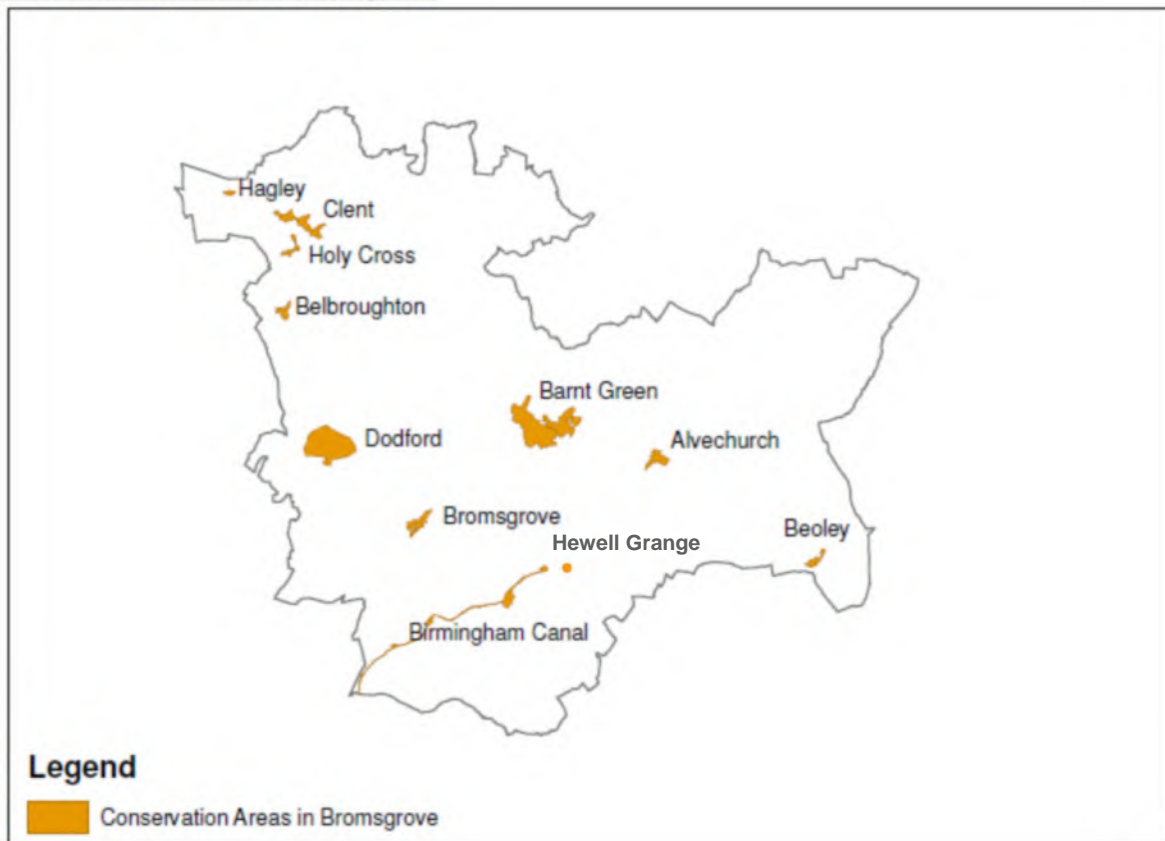 Hagley
Clent
Holy Cross
Belbroughton
Barnt Green
Dodford
Alvechurch
Bromsgrove
Beoley
Hewell Grange
Birmingham Canal
Legend
Conservation Areas in Bromsgrove